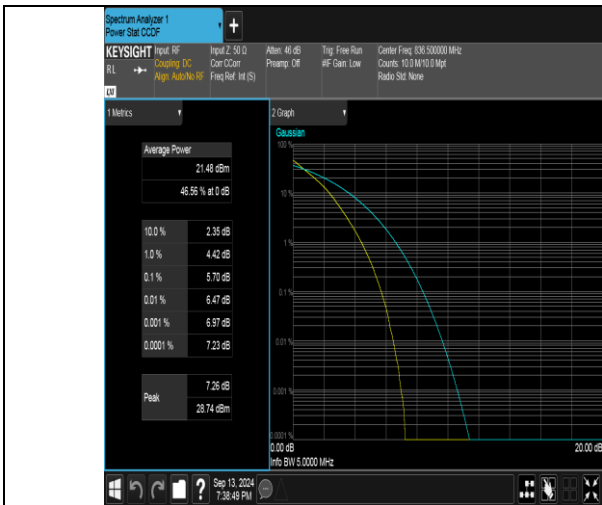 Spectrum Analyzer 1
Power Stat CCDF
+
KEYSIGHT
RL
LXI
Input: RF
Coupling: DC
Align: Auto/No RF
Input Z: 50 Ω
Corr CCorr
Freq Ref: Int (S)
Atten: 46 dB
Preamp: Off
Trig: Free Run
#IF Gain: Low
Center Freq: 836.500000 MHz
Counts: 10.0 M/10.0 Mpt
Radio Std: None
1 Metrics
Average Power
21.48 dBm
46.56 % at 0 dB
10.0 % 2.35 dB
1.0 % 4.42 dB
0.1 % 5.70 dB
0.01 % 6.47 dB
0.001 % 6.97 dB
0.0001 % 7.23 dB
Peak 7.26 dB
28.74 dBm
2 Graph
Gaussian
100 %
10 %
1 %
0.1 %
0.01 %
0.001 %
0.0001 %
0.00 dB 20.00 dB
Info BW 5.0000 MHz
?
Sep 13, 2024
7:38:49 PM